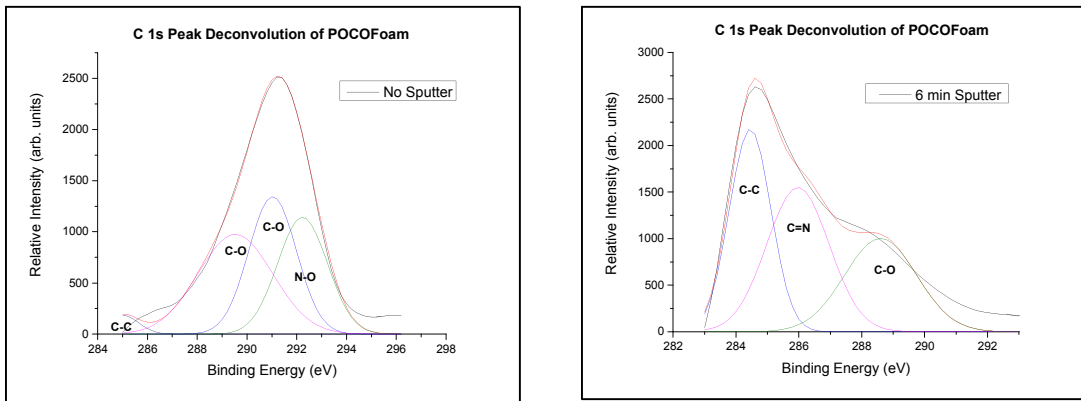 C 1s Peak Deconvolution of POCOFoam
2500
2000
1500
1000
500
0
Relative Intensity (arb. units)
No Sputter
C-O
C-O
N-O
C-C
284 286 288 290 292 294 296 298
Binding Energy (eV)
C 1s Peak Deconvolution of POCOFoam
3000
2500
2000
1500
1000
500
0
Relative Intensity (arb. units)
6 min Sputter
C-C
C=N
C-O
282 284 286 288 290 292
Binding Energy (eV)